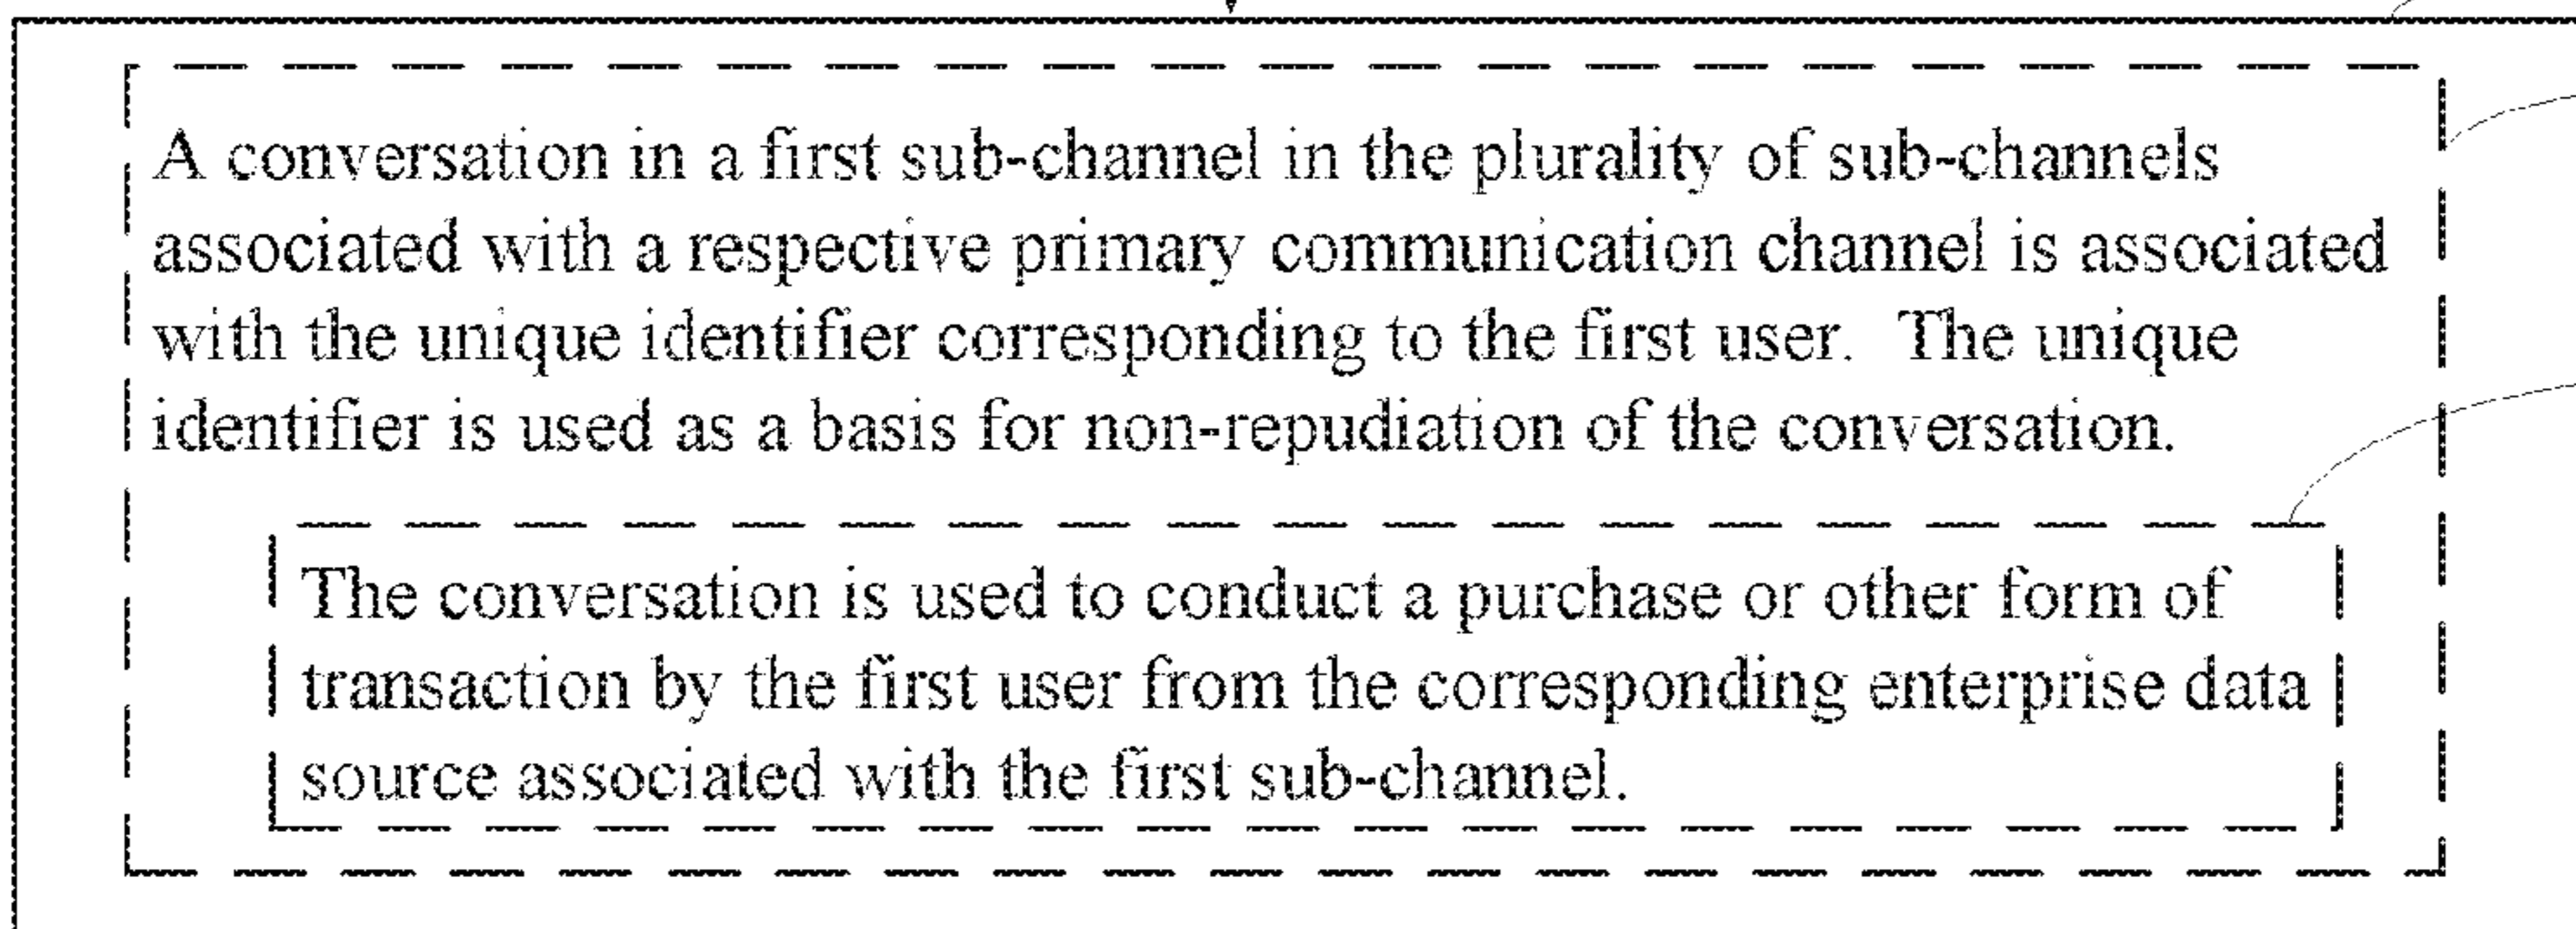 A conversation in a first sub-channel in the plurality of sub-channels
associated with a respective primary communication channel is associated
with the unique identifier corresponding to the first user.  The unique
identifier is used as a basis for non-repudiation of the conversation.
The conversation is used to conduct a purchase or other form of
transaction by the first user from the corresponding enterprise data
source associated with the first sub-channel.